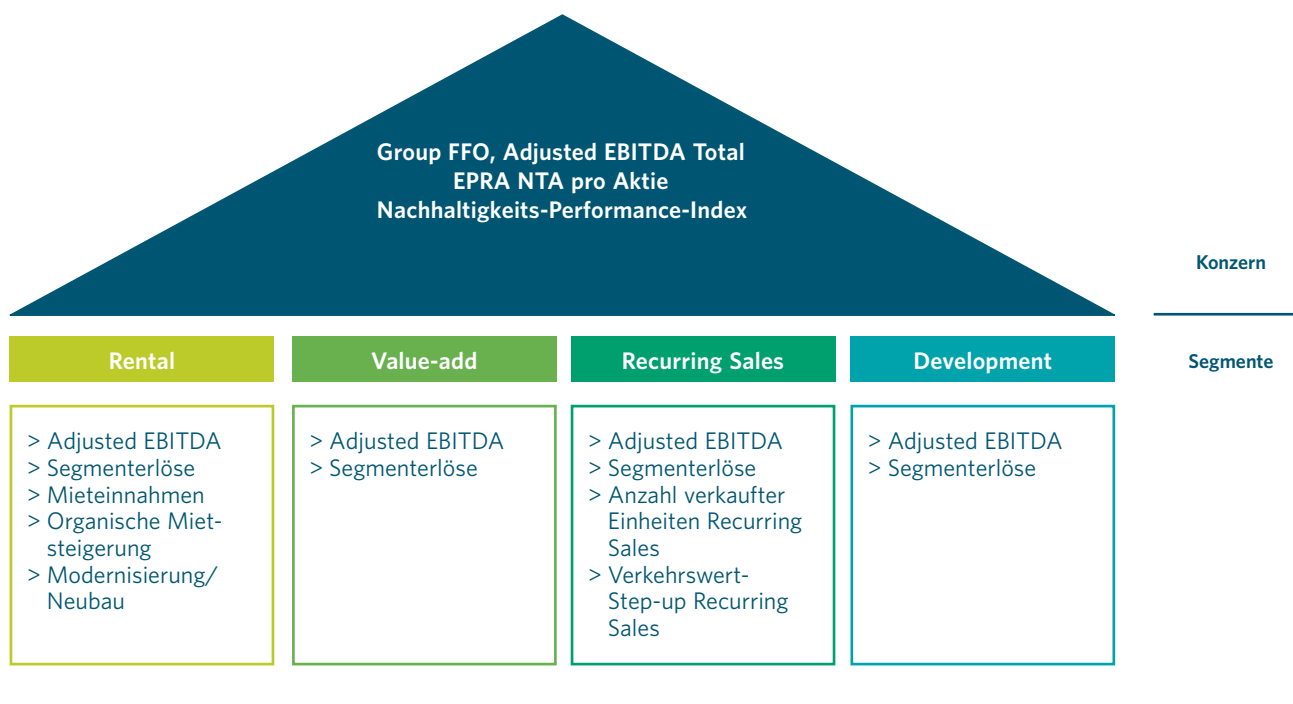 Group FFO, Adjusted EBITDA Total
EPRA NTA pro Aktie
Nachhaltigkeits-Performance-Index
Konzern
Rental
Value-add
Recurring Sales
Development
Segmente
> Adjusted EBITDA
> Segmenterlöse
> Mieteinnahmen
> Organische Miet-
steigerung
> Modernisierung/
Neubau
> Adjusted EBITDA
> Segmenterlöse
> Adjusted EBITDA
> Segmenterlöse
> Anzahl verkaufter
Einheiten Recurring
Sales
> Verkehrswert-
Step-up Recurring
Sales
> Adjusted EBITDA
> Segmenterlöse